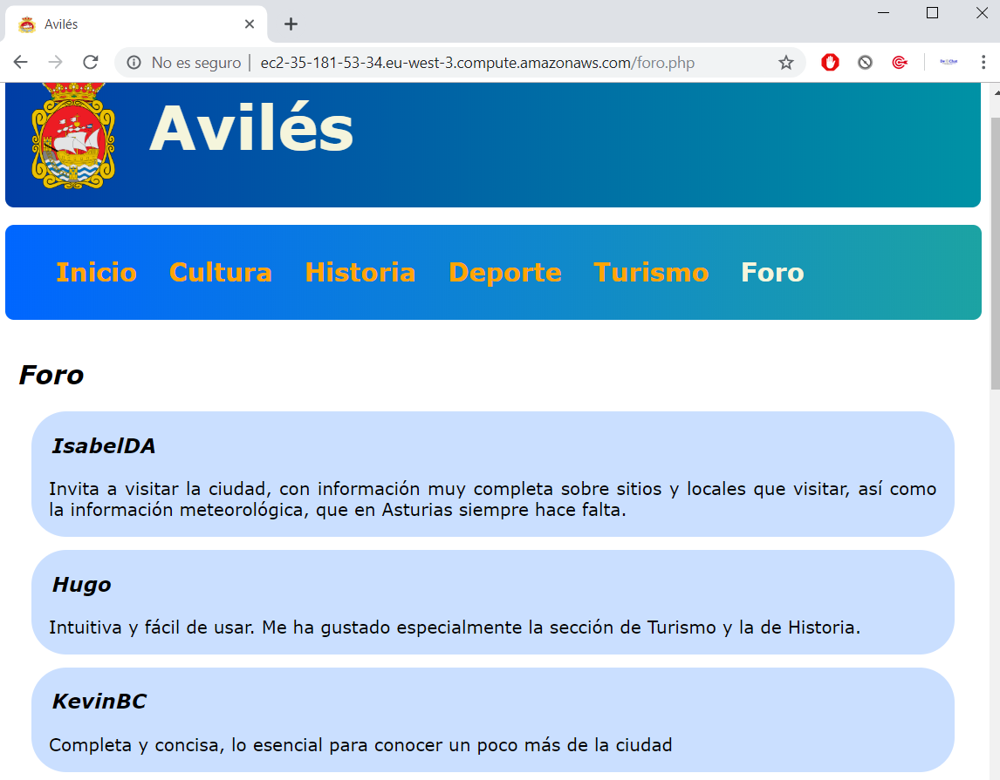 Avilés
No es seguro | ec2-35-181-53-34.eu-west-3.compute.amazonaws.com/foro.php
Avilés
Inicio Cultura Historia Deporte Turismo Foro
Foro
IsabelDA
Invita a visitar la ciudad, con información muy completa sobre sitios y locales que visitar, así como
la información meteorológica, que en Asturias siempre hace falta.
Hugo
Intuitiva y fácil de usar. Me ha gustado especialmente la sección de Turismo y la de Historia.
KevinBC
Completa y concisa, lo esencial para conocer un poco más de la ciudad